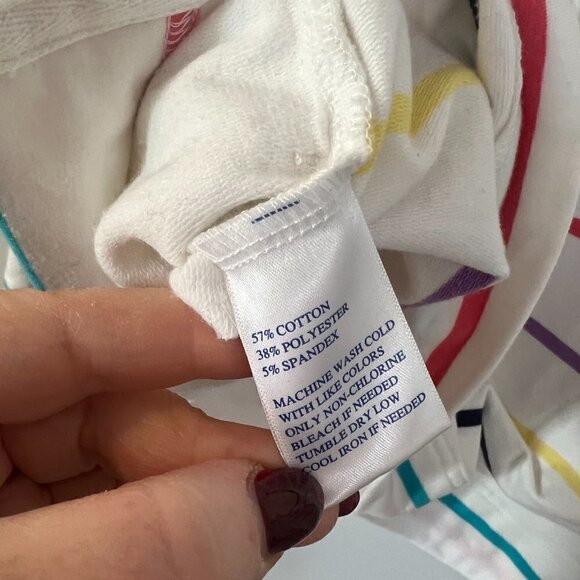 57% COTTON
38% POLYESTER
5% SPANDEX
MACHINE WASH COLD
WITH LIKE COLORS
ONLY NON-CHLORINE
BLEACH IF NEEDED
TUMBLE DRY LOW
COOL IRON IF NEEDED